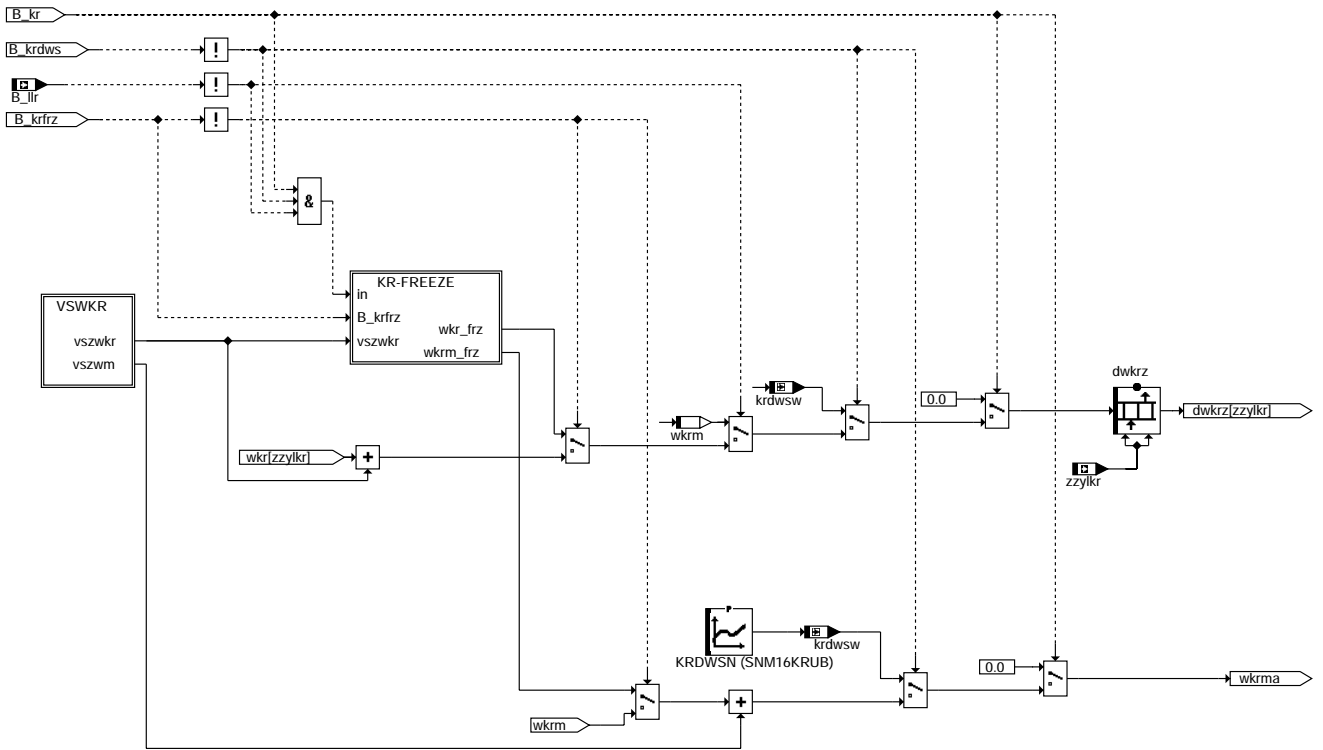 B_kr
B_krdws
!
B_llr
!
B_krfrz
!
&
KR-FREEZE
in
B_krfrz
vszwkr
wkr_frz
wkrm_frz
VSWKR
vszwkr
vszwm
dwkrz
krdwsw
0.0
dwkrz[zzylkr]
wkrm
wkr[zzylkr]
+
zzylkr
P
krdwsw
KRDWSN (SNM16KRUB)
0.0
wkrma
+
wkrm